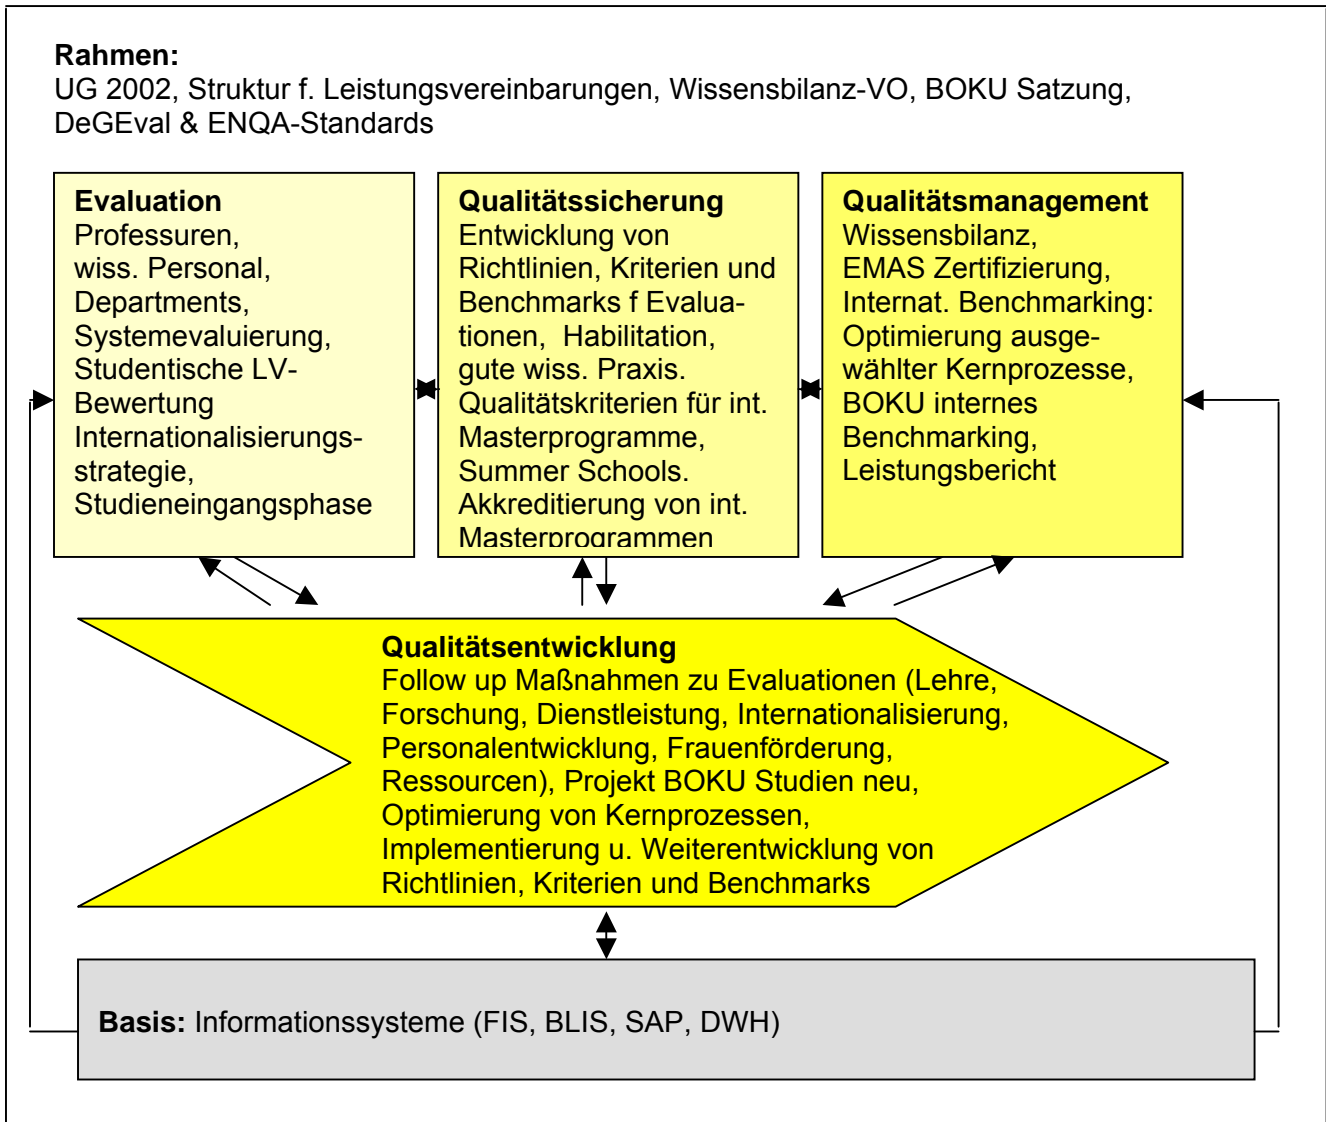 Rahmen:
UG 2002, Struktur f. Leistungsvereinbarungen, Wissensbilanz-VO, BOKU Satzung,
DeGEval & ENQA-Standards
Evaluation
Professuren,
wiss. Personal,
Departments,
Systemevaluierung,
Studentische LV-
Bewertung
Internationalisierungs-
strategie,
Studieneingangsphase
Qualitätssicherung
Entwicklung von
Richtlinien, Kriterien und
Benchmarks f Evalua-
tionen, Habilitation,
gute wiss. Praxis.
Qualitätskriterien für int.
Masterprogramme,
Summer Schools.
Akkreditierung von int.
Masterprogrammen
Qualitätsmanagement
Wissensbilanz,
EMAS Zertifizierung,
Internat. Benchmarking:
Optimierung ausge-
wählter Kernprozesse,
BOKU internes
Benchmarking,
Leistungsbericht
Qualitätsentwicklung
Follow up Maßnahmen zu Evaluationen (Lehre,
Forschung, Dienstleistung, Internationalisierung,
Personalentwicklung, Frauenförderung,
Ressourcen), Projekt BOKU Studien neu,
Optimierung von Kernprozessen,
Implementierung u. Weiterentwicklung von
Richtlinien, Kriterien und Benchmarks
Basis: Informationssysteme (FIS, BLIS, SAP, DWH)